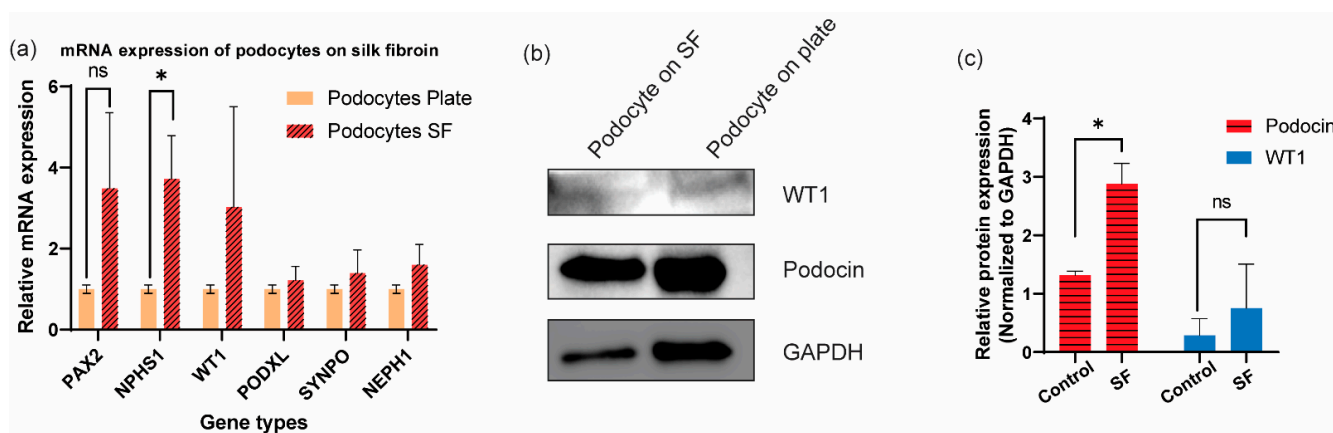 (a)
mRNA expression of podocytes on silk fibroin
Relative mRNA expression
6
4
2
0
ns
*
Podocytes Plate
Podocytes SF
PAX2
NPHS1
WT1
PODXL
SYNPO
NEPH1
Gene types
(b)
Podocyte on SF
Podocyte on plate
WT1
Podocin
GAPDH
(c)
Relative protein expression
(Normalized to GAPDH)
4
3
2
1
0
*
ns
Podocin
WT1
Control
SF
Control
SF